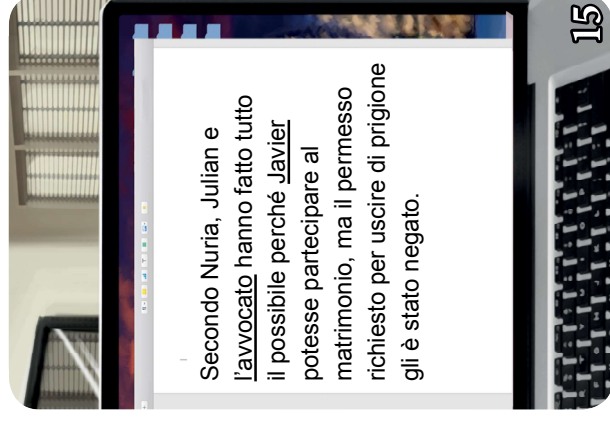 Secondo Nuria, Julian e
l'avvocato hanno fatto tutto
il possibile perché Javier
potesse partecipare al
matrimonio, ma il permesso
richiesto per uscire di prigione
gli è stato negato.
15